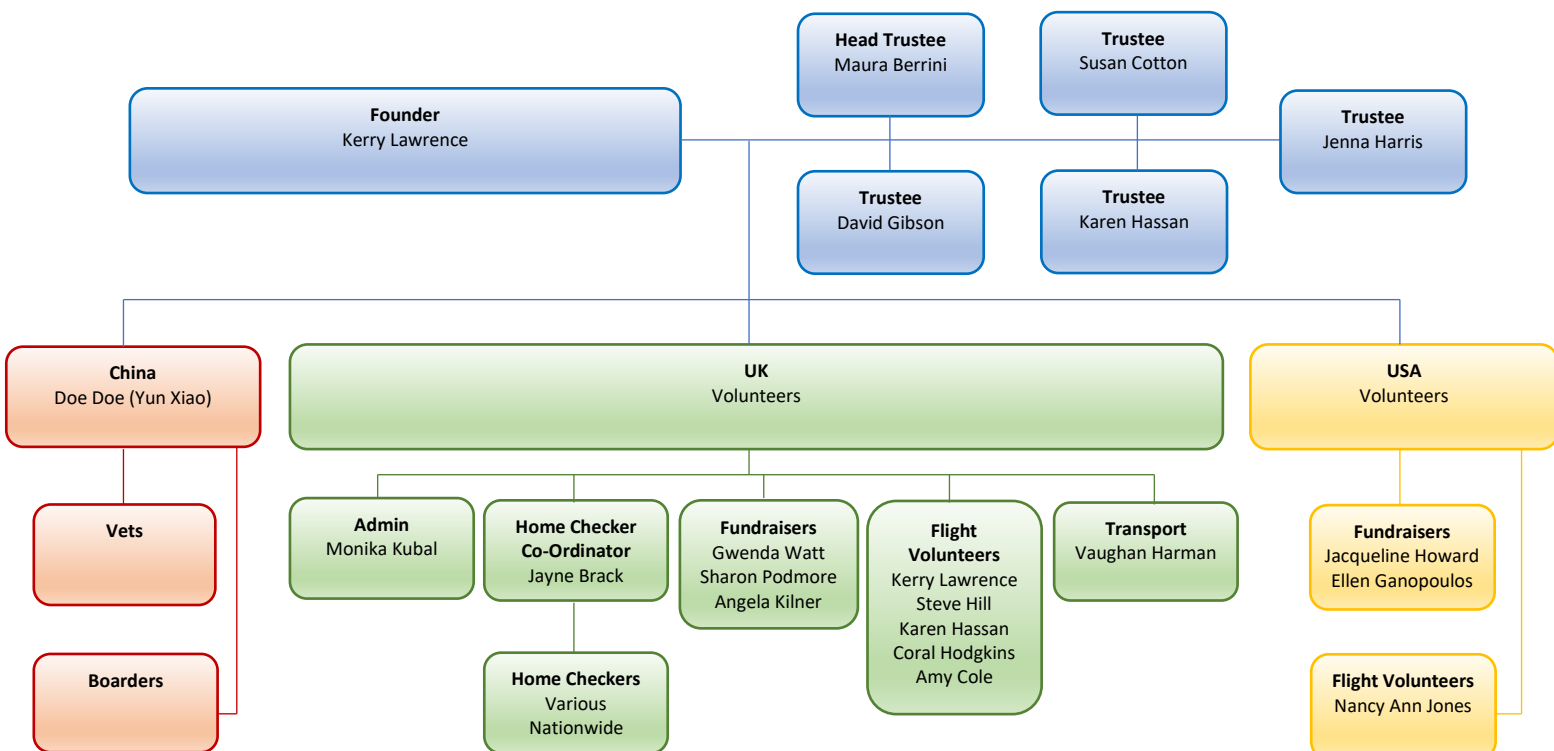 Head Trustee
Maura Berrini
Trustee
Susan Cotton
Founder
Kerry Lawrence
Trustee
Jenna Harris
Trustee
David Gibson
Trustee
Karen Hassan
China
Doe Doe (Yun Xiao)
UK
Volunteers
USA
Volunteers
Vets
Boarders
Admin
Monika Kubal
Home Checker
Co-Ordinator
Jayne Brack
Home Checkers
Various
Nationwide
Fundraisers
Gwenda Watt
Sharon Podmore
Angela Kilner
Flight
Volunteers
Kerry Lawrence
Steve Hill
Karen Hassan
Coral Hodgkins
Amy Cole
Transport
Vaughan Harman
Fundraisers
Jacqueline Howard
Ellen Ganopoulos
Flight Volunteers
Nancy Ann Jones